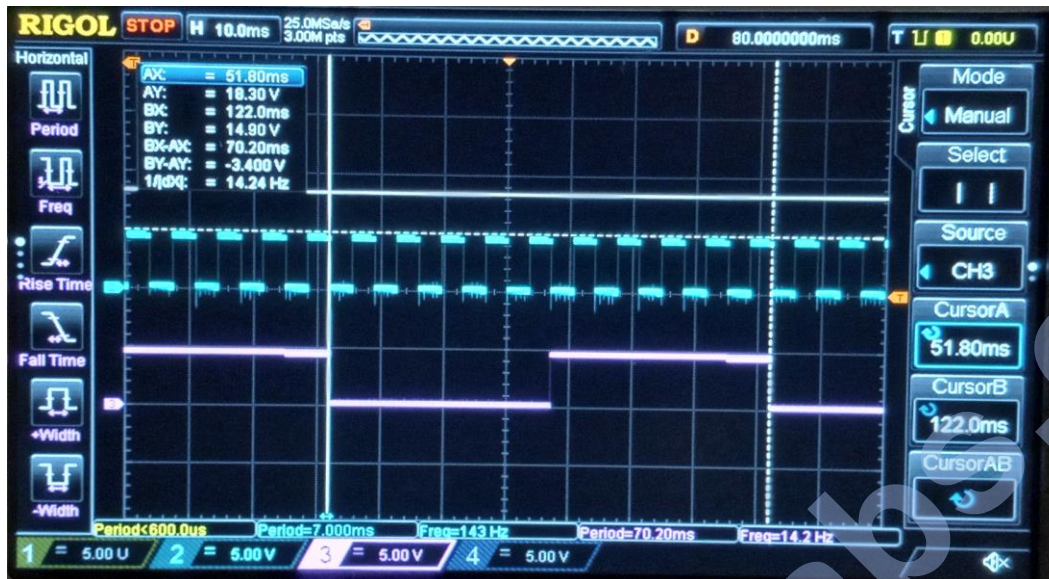 RIGOL STOP H 10.0ms 25.0MSa/s 3.00M pts D 80.0000000ms T 1 0.00U
Horizontal
Period
Freq
Rise Time
Fall Time
+Width
-Width
AX: = 51.80ms
AY: = 18.30 V
BX: = 122.0ms
BY: = 14.90 V
BX-AX: = 70.20ms
BY-AY: = -3.400 V
1/|dX|: = 14.24 Hz
T
T
3
Cursor
Mode
Manual
Select
Source
CH3
CursorA
51.80ms
CursorB
122.0ms
CursorAB
Period<600.0us Period=7.000ms Freq=143 Hz Period=70.20ms Freq=14.2 Hz
1 = 5.00 U 2 = 5.00 V 3 = 5.00 V 4 = 5.00 V